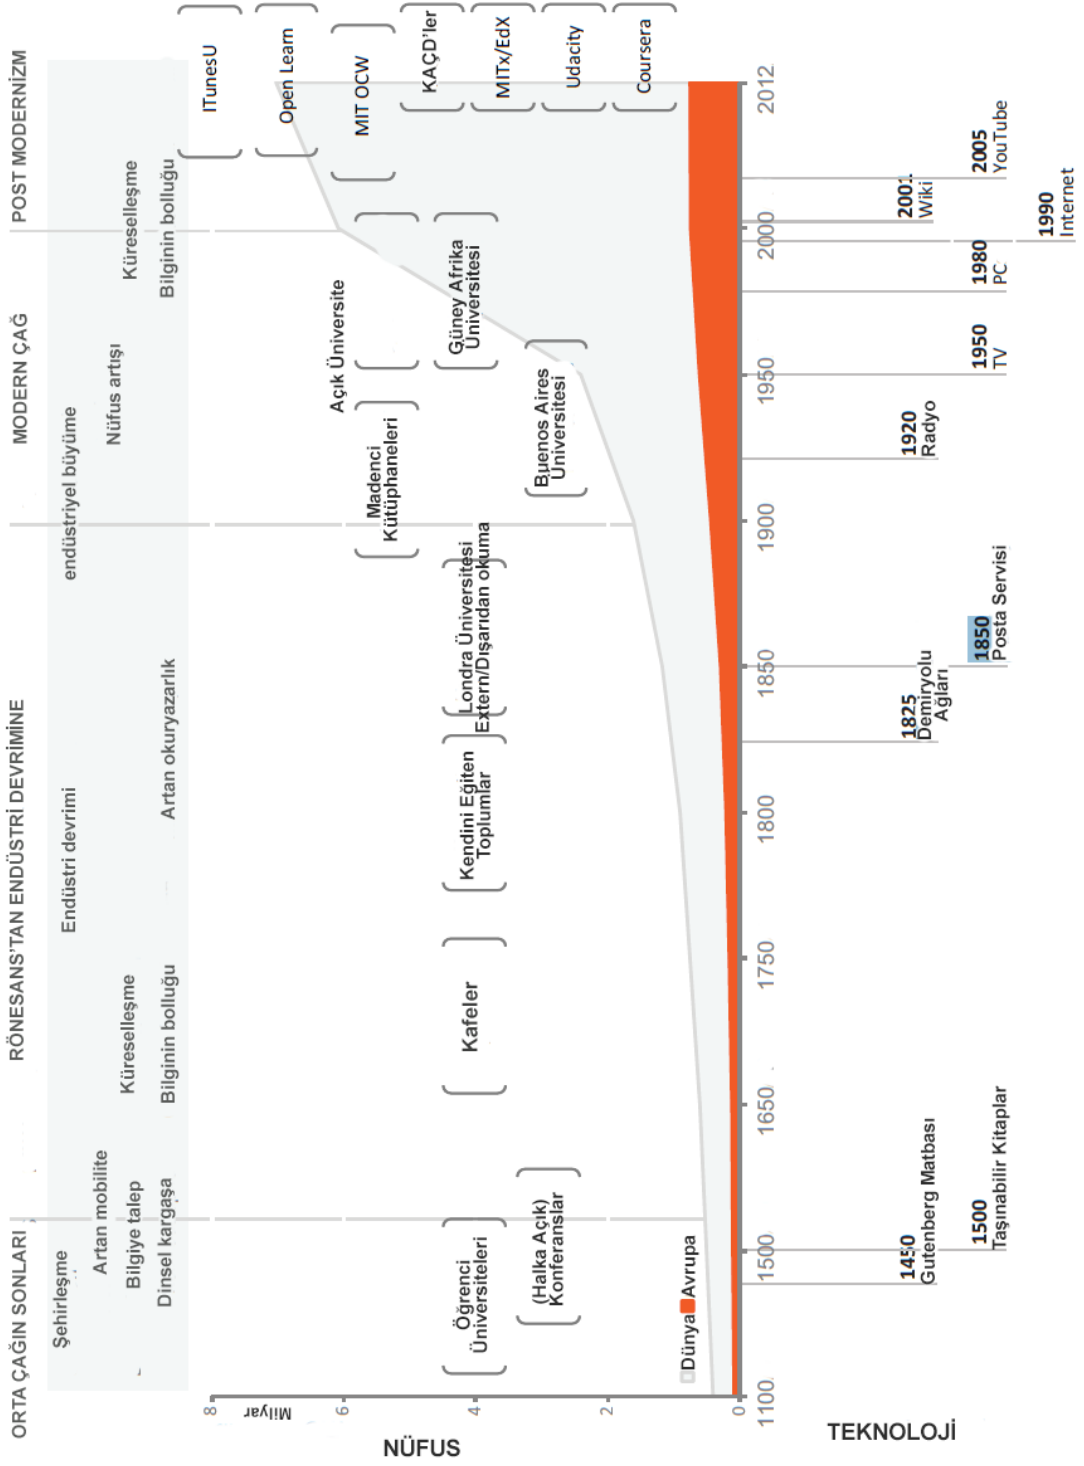 ORTA ÇAĞIN SONLARI
RÖNESANS'TAN ENDÜSTRİ DEVRİMİNE
MODERN ÇAĞ
POST MODERNİZM
Şehirleşme
Artan mobilite
Bilgiye talep
Dinsel kargaşa
Küreselleşme
Bilginin bolluğu
Endüstri devrimi
Artan okuryazarlık
endüstriyel büyüme
Nüfus artışı
Küreselleşme
Bilginin bolluğu
ITunesU
Open Learn
MIT OCW
KAÇD'ler
MITx/EdX
Udacity
Coursera
Açık Üniversite
Güney Afrika
Üniversitesi
Madenci
Kütüphaneleri
Buenos Aires
Üniversitesi
Londra Üniversitesi
Extern/Dışarıdan okuma
Kendini Eğiten
Toplumlar
Kafeler
Öğrenci
Üniversiteleri
(Halka Açık)
Konferanslar
Dünya
Avrupa
NÜFUS
Milyar
8
6
4
2
0
1100
1500
1650
1750
1800
1850
1900
1950
2000
2012
TEKNOLOJİ
1450
Gutenberg Matbası
1500
Taşınabilir Kitaplar
1825
Demiryolu
Ağları
1850
Posta Servisi
1920
Radyo
1950
TV
1980
PC
1990
Internet
2001
Wiki
2005
YouTube